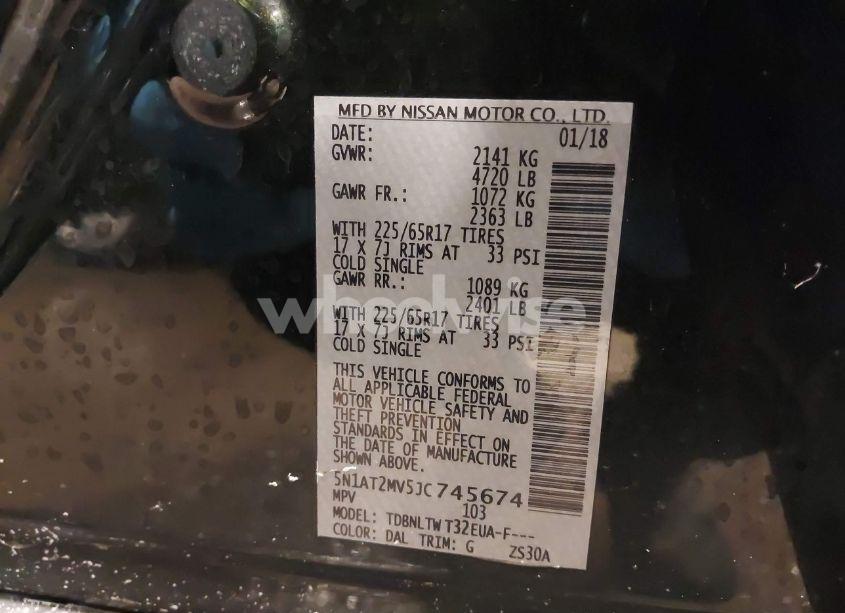 MFD BY NISSAN MOTOR CO., LTD.
DATE: 01/18
GVWR: 2141 KG
4720 LB
GAWR FR.: 1072 KG
2363 LB
WITH 225/65R17 TIRES
17 X 7J RIMS AT 33 PSI
COLD SINGLE
GAWR RR.: 1089 KG
2401 LB
WITH 225/65R17 TIRES
17 X 7J RIMS AT 33 PSI
COLD SINGLE
THIS VEHICLE CONFORMS TO
ALL APPLICABLE FEDERAL
MOTOR VEHICLE SAFETY AND
THEFT PREVENTION
STANDARDS IN EFFECT ON
THE DATE OF MANUFACTURE
SHOWN ABOVE.
5N1AT2MV5JC745674
MPV 103
MODEL: TDBNLTW T32EUA-F---
COLOR: DAL TRIM: G ZS30A
wheelwise